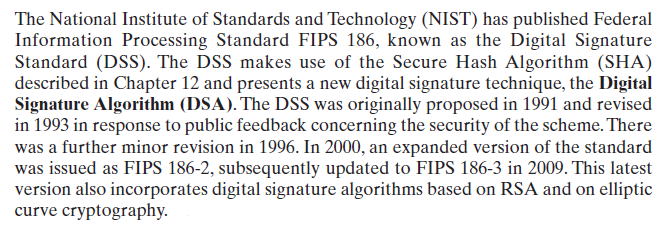 The National Institute of Standards and Technology (NIST) has published Federal
Information Processing Standard FIPS 186, known as the Digital Signature
Standard (DSS). The DSS makes use of the Secure Hash Algorithm (SHA)
described in Chapter 12 and presents a new digital signature technique, the Digital
Signature Algorithm (DSA). The DSS was originally proposed in 1991 and revised
in 1993 in response to public feedback concerning the security of the scheme. There
was a further minor revision in 1996. In 2000, an expanded version of the standard
was issued as FIPS 186-2, subsequently updated to FIPS 186-3 in 2009. This latest
version also incorporates digital signature algorithms based on RSA and on elliptic
curve cryptography.